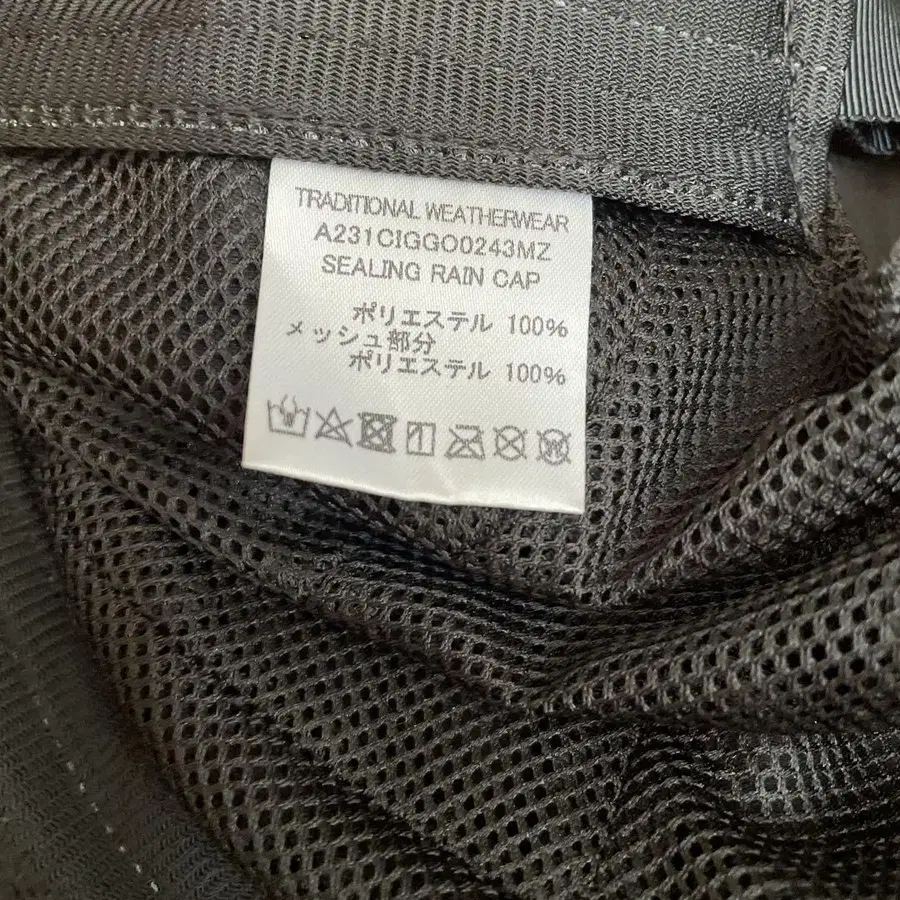 TRADITIONAL WEATHERWEAR
A231CIGGO0243MZ
SEALING RAIN CAP
ポリエステル 100%
メッシュ部分
ポリエステル 100%